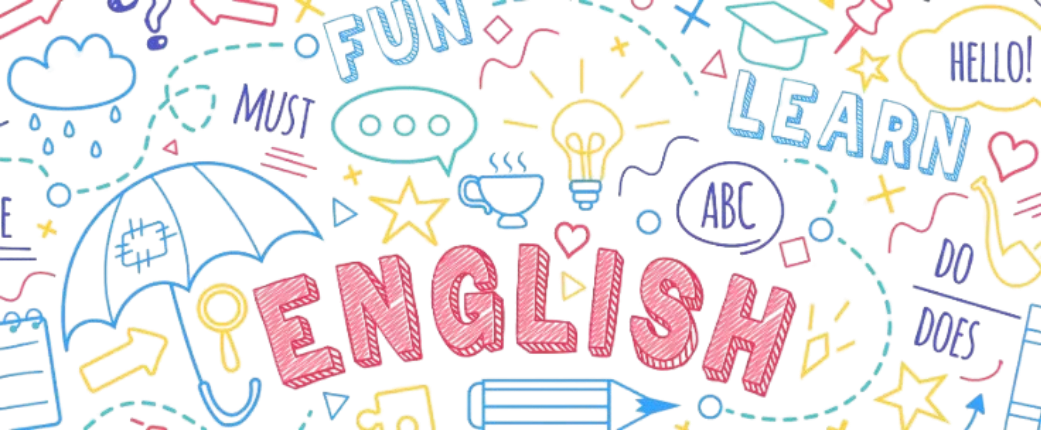 FUN
HELLO!
MUST
LEARN
ABC
E
ENGLISH
DO
DOES